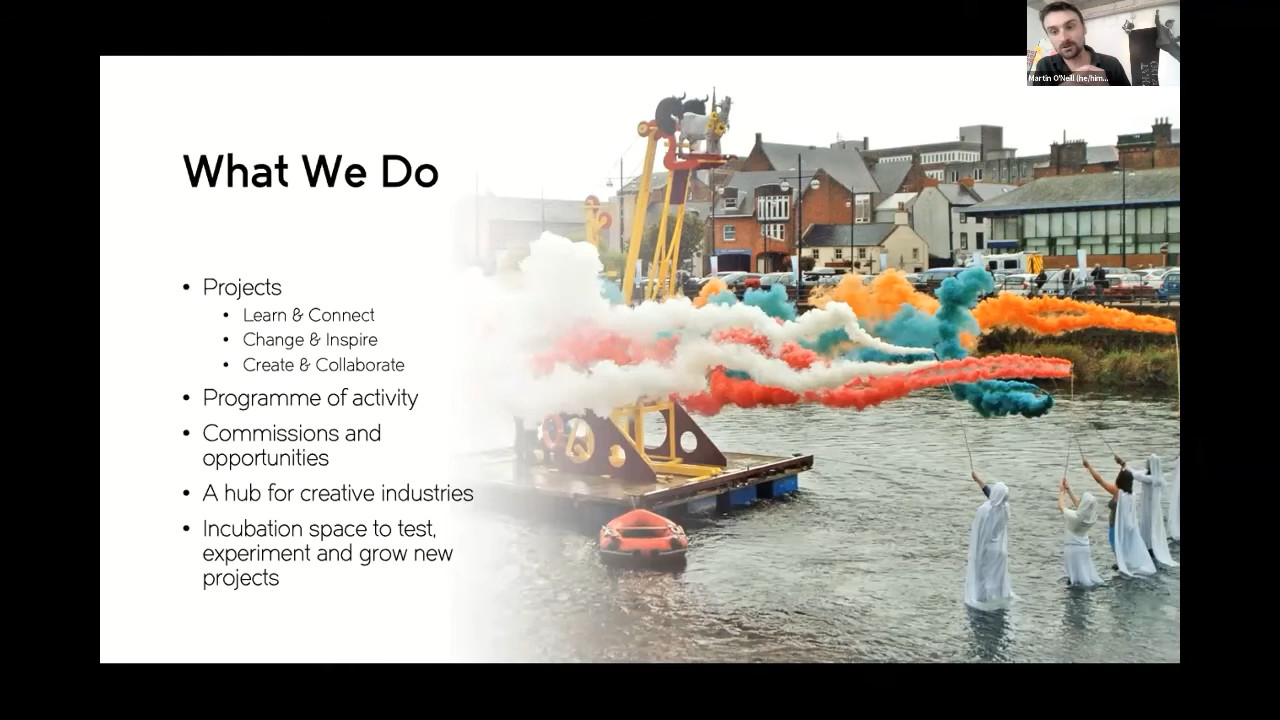 Martin O'Neill (he/him...
What We Do
• Projects
• Learn & Connect
• Change & Inspire
• Create & Collaborate
• Programme of activity
• Commissions and
opportunities
• A hub for creative industries
• Incubation space to test,
experiment and grow new
projects